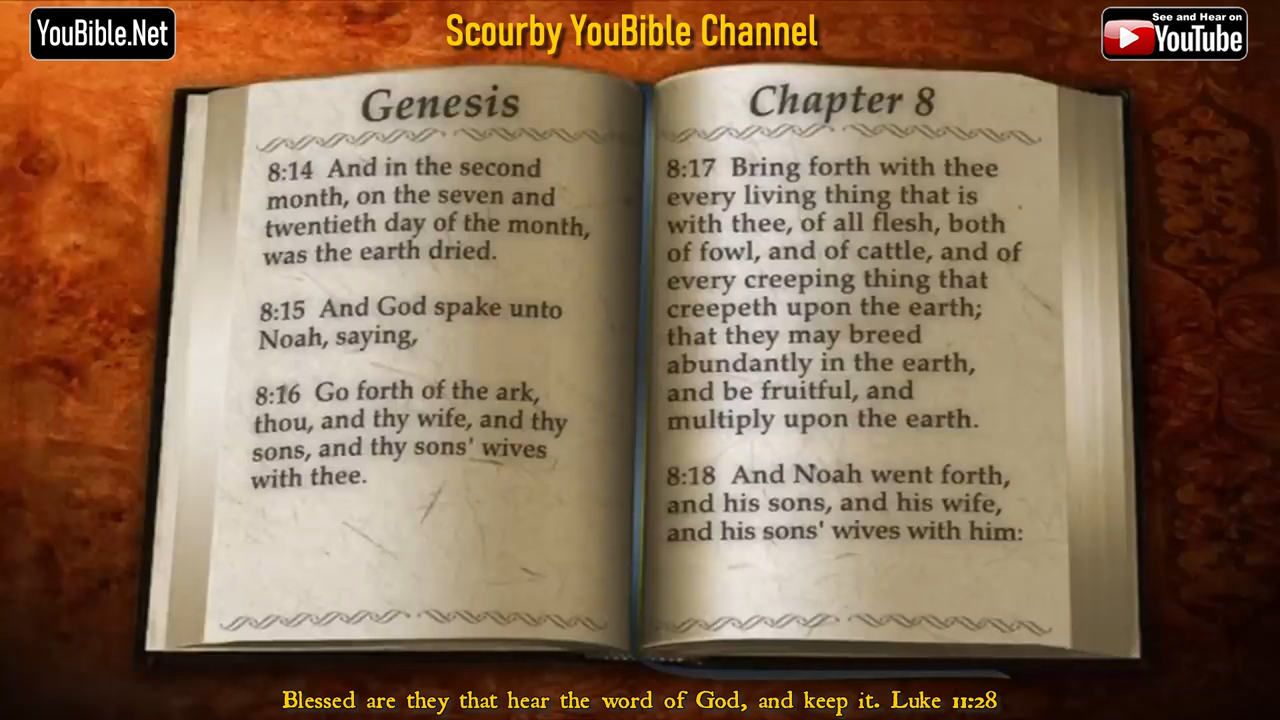 YouBible.Net
Scourby YouBible Channel
See and Hear on
YouTube
Genesis
8:14 And in the second
month, on the seven and
twentieth day of the month,
was the earth dried.
8:15 And God spake unto
Noah, saying,
8:16 Go forth of the ark,
thou, and thy wife, and thy
sons, and thy sons' wives
with thee.
Chapter 8
8:17 Bring forth with thee
every living thing that is
with thee, of all flesh, both
of fowl, and of cattle, and of
every creeping thing that
creepeth upon the earth;
that they may breed
abundantly in the earth,
and be fruitful, and
multiply upon the earth.
8:18 And Noah went forth,
and his sons, and his wife,
and his sons' wives with him:
Blessed are they that hear the word of God, and keep it. Luke 11:28